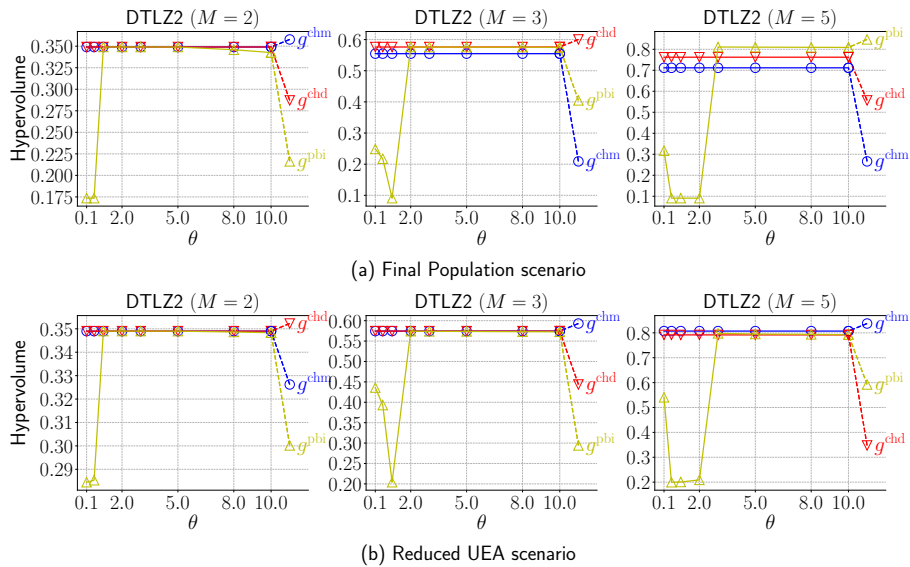 DTLZ2 (M = 2)
DTLZ2 (M = 3)
DTLZ2 (M = 5)
Hypervolume
0.350
0.325
0.300
0.275
0.250
0.225
0.200
0.175
0.1 2.0 5.0 8.0 10.0
θ
g^chm
g^chd
g^pbi
0.6
0.5
0.4
0.3
0.2
0.1
0.1 2.0 5.0 8.0 10.0
θ
g^chd
g^pbi
g^chm
0.8
0.7
0.6
0.5
0.4
0.3
0.2
0.1
0.1 2.0 5.0 8.0 10.0
θ
g^pbi
g^chd
g^chm
(a) Final Population scenario
DTLZ2 (M = 2)
DTLZ2 (M = 3)
DTLZ2 (M = 5)
Hypervolume
0.35
0.34
0.33
0.32
0.31
0.30
0.29
0.1 2.0 5.0 8.0 10.0
θ
g^chd
g^chm
g^pbi
0.60
0.55
0.50
0.45
0.40
0.35
0.30
0.25
0.20
0.1 2.0 5.0 8.0 10.0
θ
g^chm
g^chd
g^pbi
0.8
0.7
0.6
0.5
0.4
0.3
0.2
0.1 2.0 5.0 8.0 10.0
θ
g^chm
g^pbi
g^chd
(b) Reduced UEA scenario